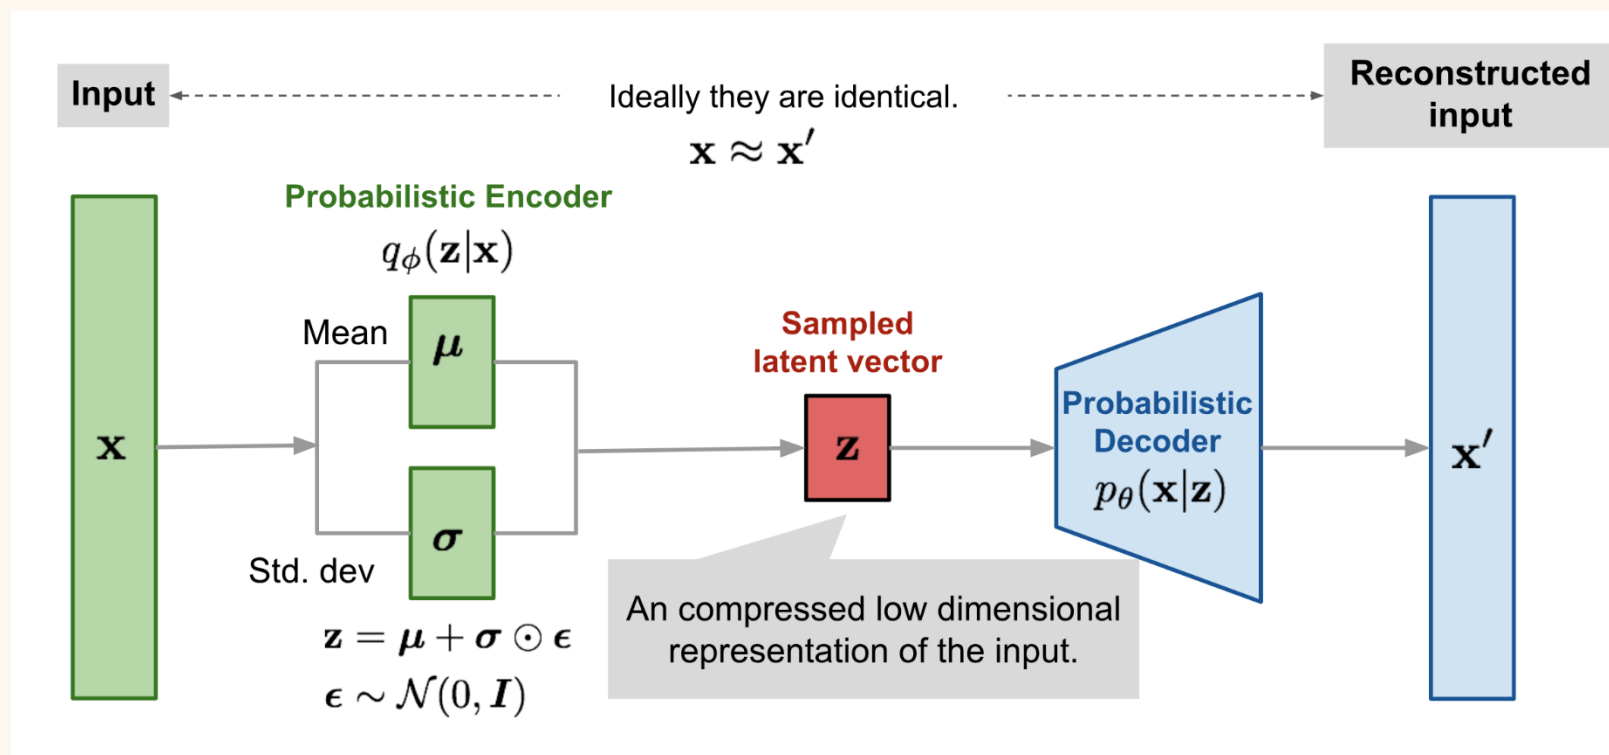 Input
Ideally they are identical.
x ≈ x′
Reconstructed
input
Probabilistic Encoder
qϕ(z|x)
Mean
μ
Sampled
latent vector
x
z
Probabilistic
Decoder
pθ(x|z)
x′
σ
Std. dev
z = μ + σ ⊙ ϵ
ϵ ∼ 𝒩(0, I)
An compressed low dimensional
representation of the input.